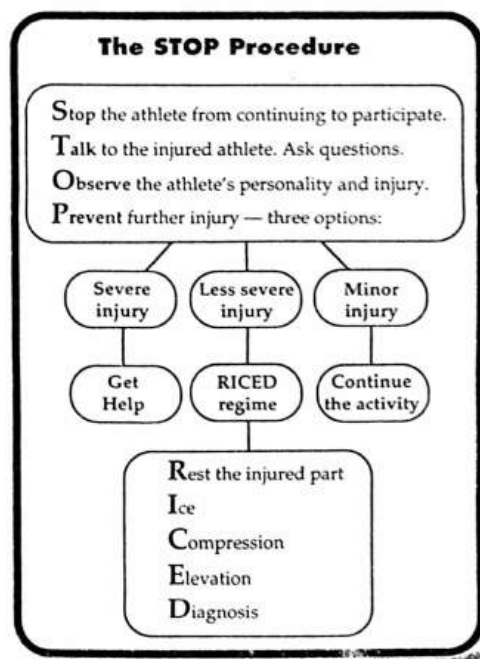 The STOP Procedure
Stop the athlete from continuing to participate.
Talk to the injured athlete. Ask questions.
Observe the athlete's personality and injury.
Prevent further injury — three options:
Severe
injury
Less severe
injury
Minor
injury
Get
Help
RICED
regime
Continue
the activity
Rest the injured part
Ice
Compression
Elevation
Diagnosis